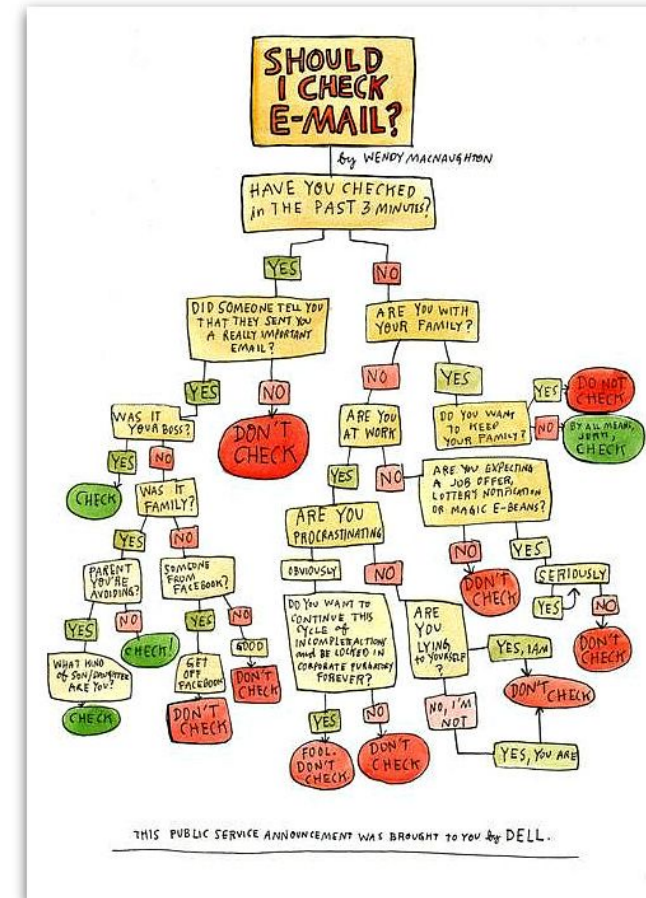 SHOULD
I CHECK
E-MAIL?
by WENDY MACNAUGHTON
HAVE YOU CHECKED
in THE PAST 3 MINUTES?
YES
NO
DID SOMEONE TELL YOU
THAT THEY SENT YOU
A REALLY IMPORTANT
EMAIL?
ARE YOU WITH
YOUR FAMILY?
YES
NO
NO
YES
WAS IT
YOUR BOSS?
DON'T
CHECK
ARE YOU
AT WORK
DO YOU WANT
TO KEEP
YOUR FAMILY?
YES
DO NOT
CHECK
NO
BY ALL MEANS,
CHECK
YES
NO
CHECK
WAS IT
FAMILY?
YES
NO
ARE YOU EXPECTING
A JOB OFFER,
LOTTERY NOTIFICATION
OR MAGIC E-BEANS?
YES
NO
ARE YOU
PROCRASTINATING
NO
YES
PARENT
YOU'RE
AVOIDING?
SOMEONE
FROM
FACEBOOK?
OBVIOUSLY
NO
DON'T
CHECK
SERIOUSLY
YES
NO
DON'T
CHECK
YES
NO
YES
NO
WHAT KIND
of SON/DAUGHTER
ARE YOU?
CHECK!
GET
OFF
FACEBOOK
GOOD
DON'T
CHECK
CHECK
DON'T
CHECK
DO YOU WANT TO
CONTINUE THIS
CYCLE of
INCOMPLETE ACTIONS
and BE LOCKED IN
CORPORATE PURGATORY
FOREVER?
ARE
YOU
LYING
to YOURSELF
?
YES, I AM
DON'T CHECK
NO, I'M
NOT
YES, YOU ARE
YES
NO
FOOL.
DON'T
CHECK.
DON'T
CHECK
THIS PUBLIC SERVICE ANNOUNCEMENT WAS BROUGHT TO YOU by DELL.